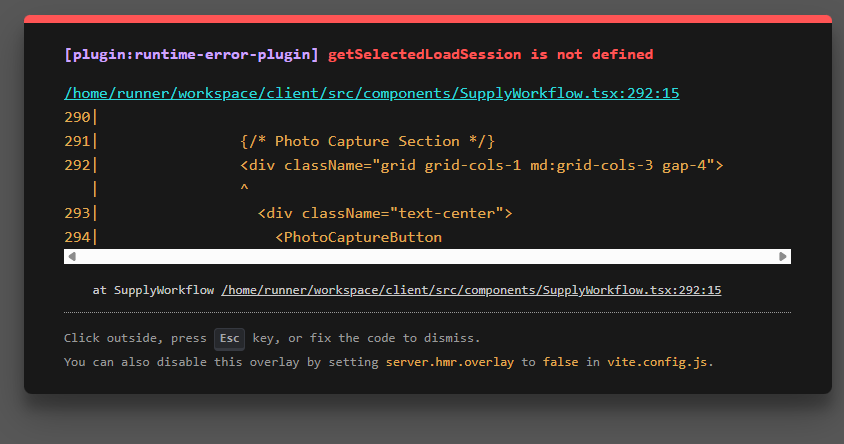 [plugin:runtime-error-plugin] getSelectedLoadSession is not defined
/home/runner/workspace/client/src/components/SupplyWorkflow.tsx:292:15
290|
291|                {/* Photo Capture Section */}
292|                <div className="grid grid-cols-1 md:grid-cols-3 gap-4">
   |                ^
293|                  <div className="text-center">
294|                    <PhotoCaptureButton
at SupplyWorkflow /home/runner/workspace/client/src/components/SupplyWorkflow.tsx:292:15
Click outside, press Esc key, or fix the code to dismiss.
You can also disable this overlay by setting server.hmr.overlay to false in vite.config.js.